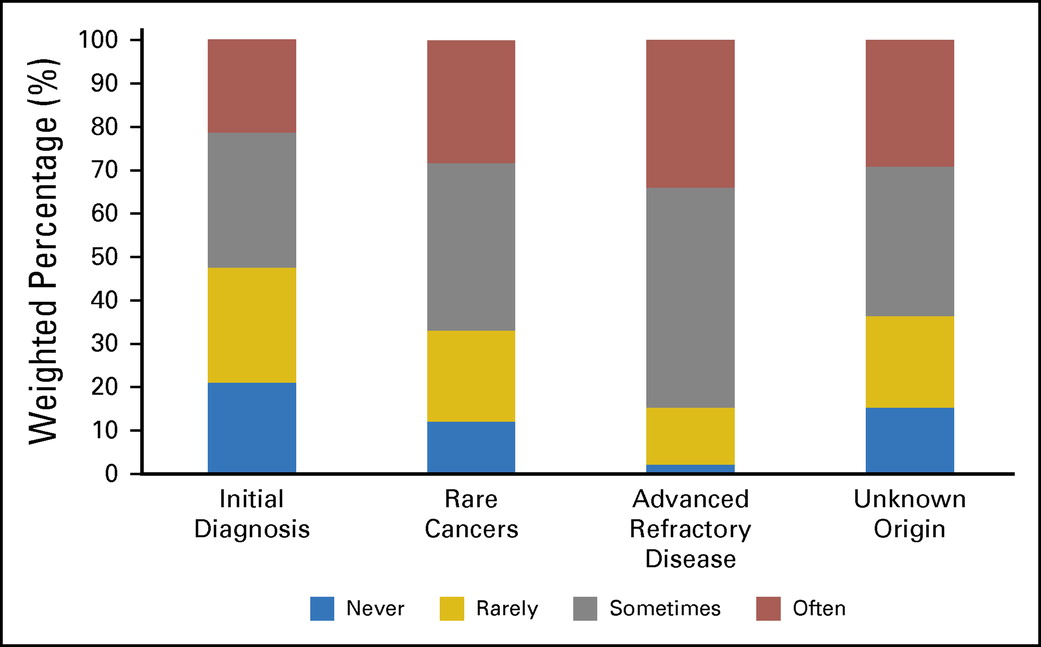 Weighted Percentage (%)
100
90
80
70
60
50
40
30
20
10
0
Initial
Diagnosis
Rare
Cancers
Advanced
Refractory
Disease
Unknown
Origin
Never Rarely Sometimes Often